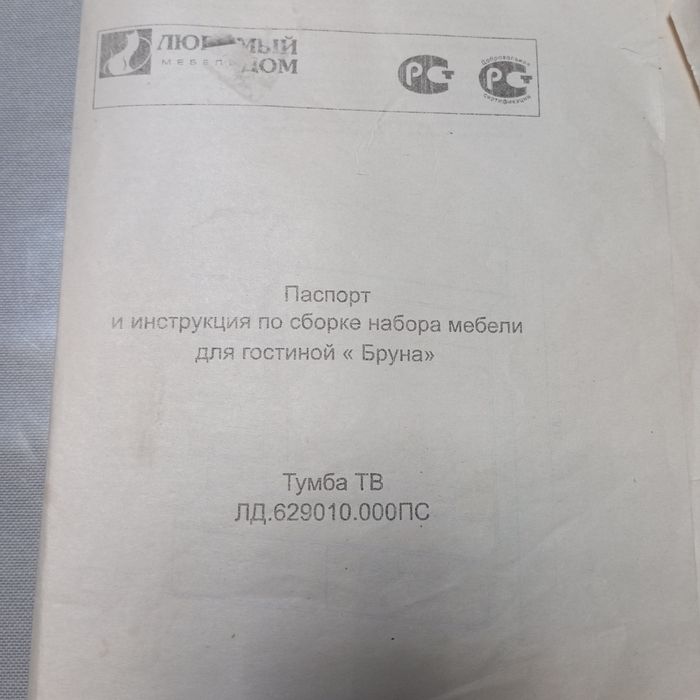 ЛЮБИМЫЙ
МЕБЕЛЬ ДОМ
РСТ
Добровольная
РСТ
сертификация
Паспорт
и инструкция по сборке набора мебели
для гостиной « Бруна»
Тумба ТВ
ЛД.629010.000ПС